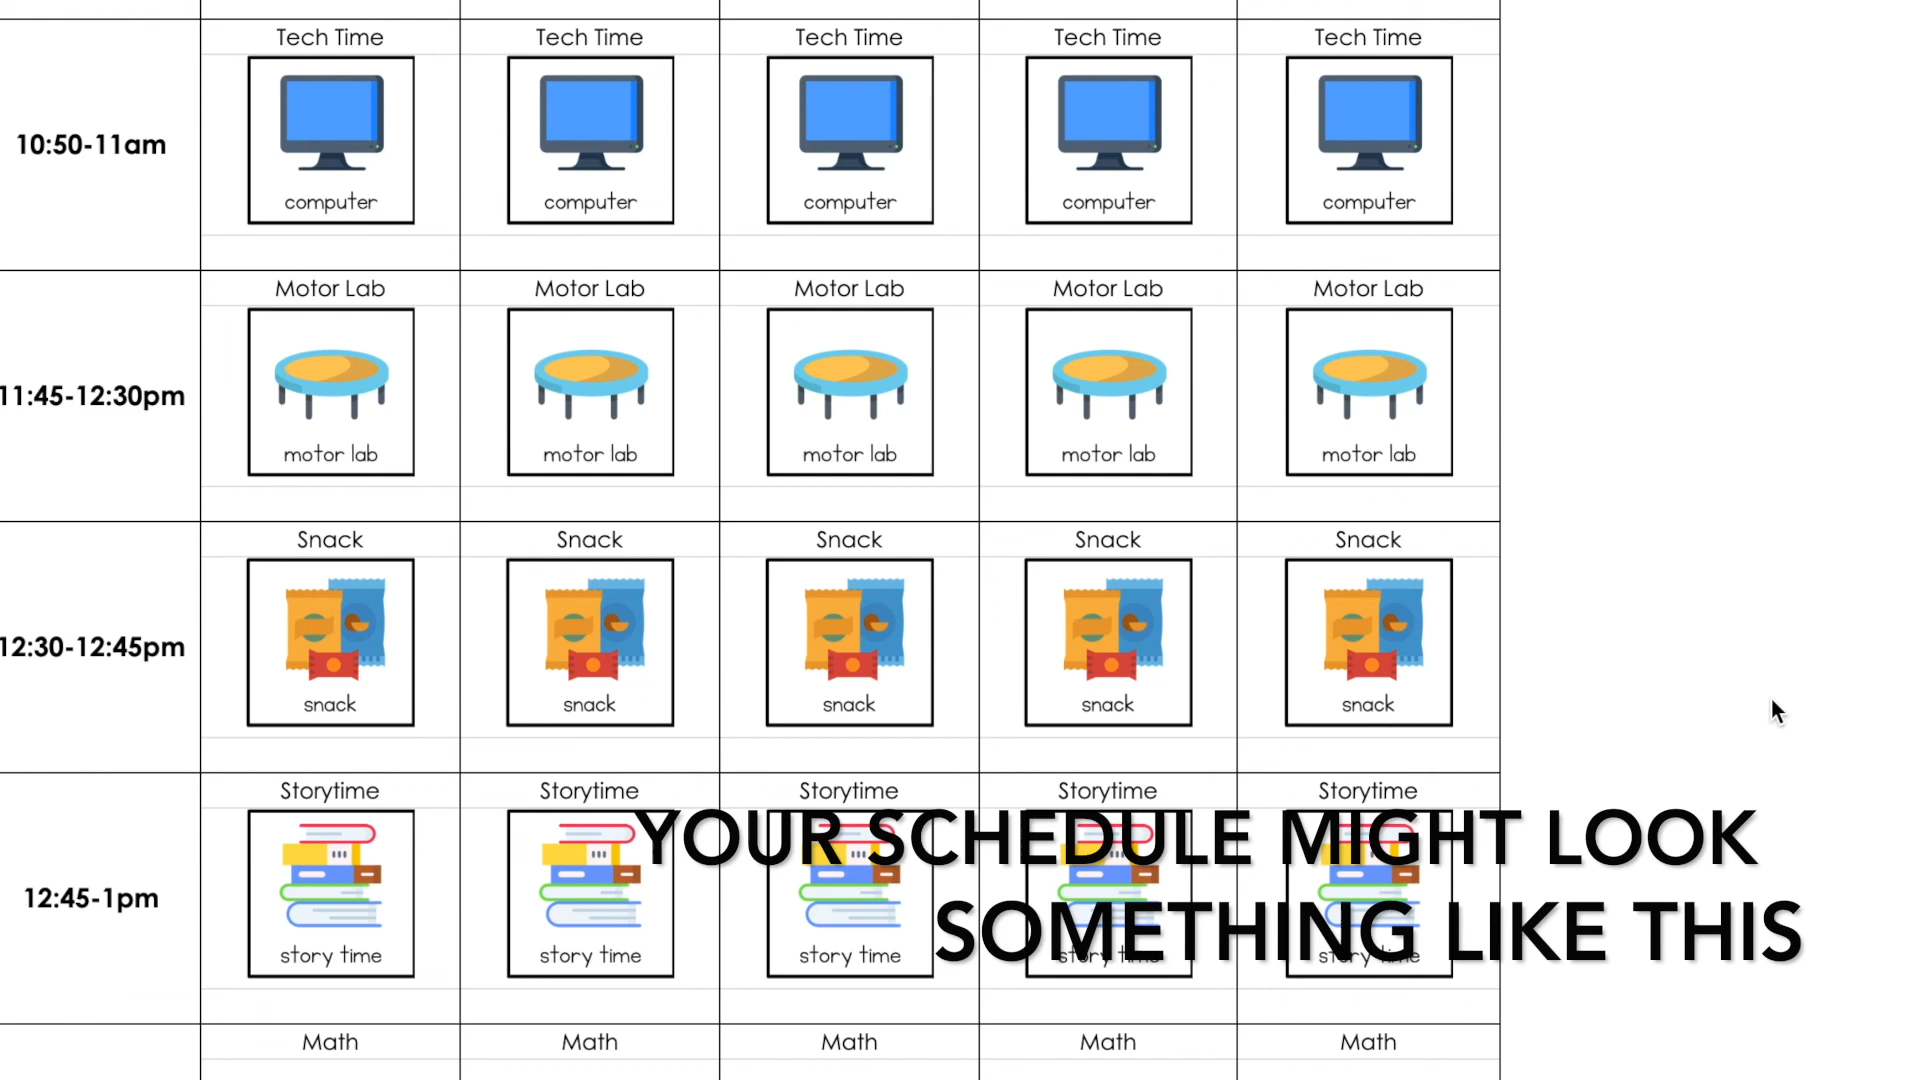 Tech Time Tech Time Tech Time Tech Time Tech Time
10:50-11am
computer computer computer computer computer
Motor Lab Motor Lab Motor Lab Motor Lab Motor Lab
11:45-12:30pm
motor lab motor lab motor lab motor lab motor lab
Snack Snack Snack Snack Snack
12:30-12:45pm
snack snack snack snack snack
Storytime Storytime Storytime Storytime Storytime
YOUR SCHEDULE MIGHT LOOK
12:45-1pm
SOMETHING LIKE THIS
story time story time story time story time story time
Math Math Math Math Math